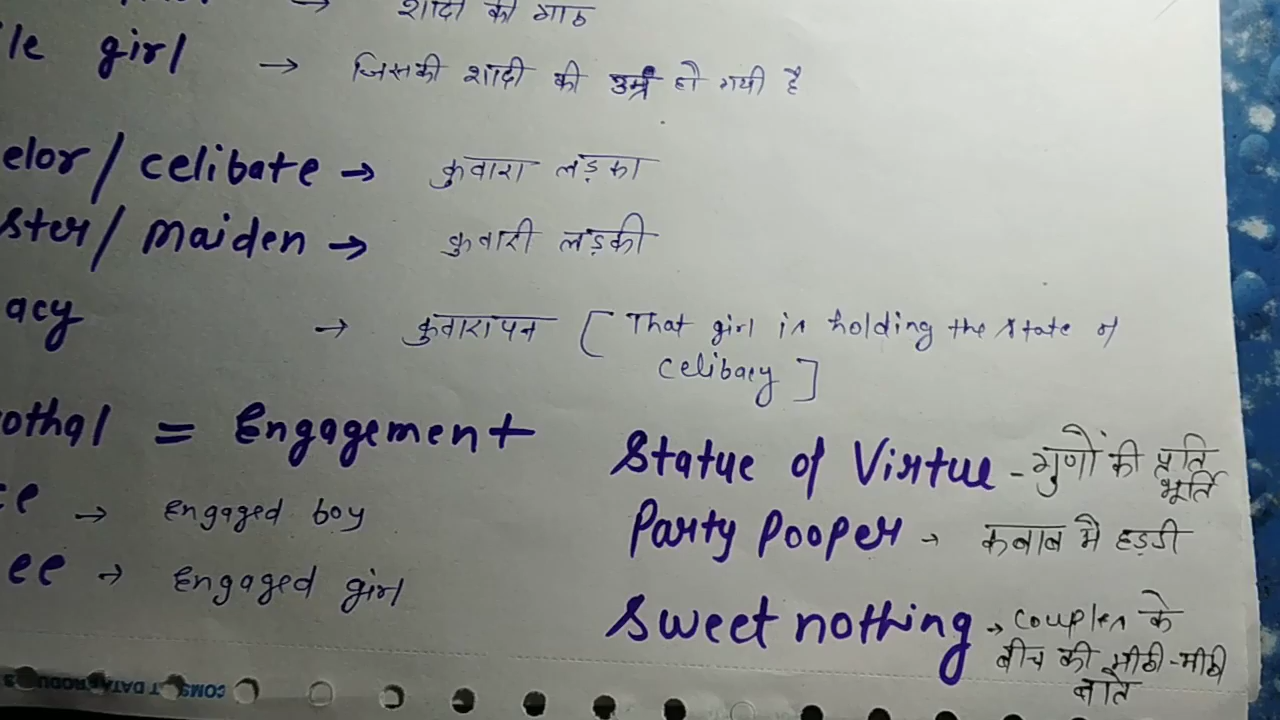 शादी की गाठ
le girl → जिसकी शादी की उम्र हो गयी है
elor/celibate → कुवारा लड़का
ster/maiden → कुवारी लड़की
acy → कुवारापन [That girl is holding the state of
celibacy]
othal = Engagement
Statue of Virtue - गुणों की प्रति
मूर्ति
ce → Engaged boy
Party Pooper → कबाब मे हड्डी
ee → Engaged girl
Sweet nothing → couples के
बीच की मीठी-मीठी
बाते